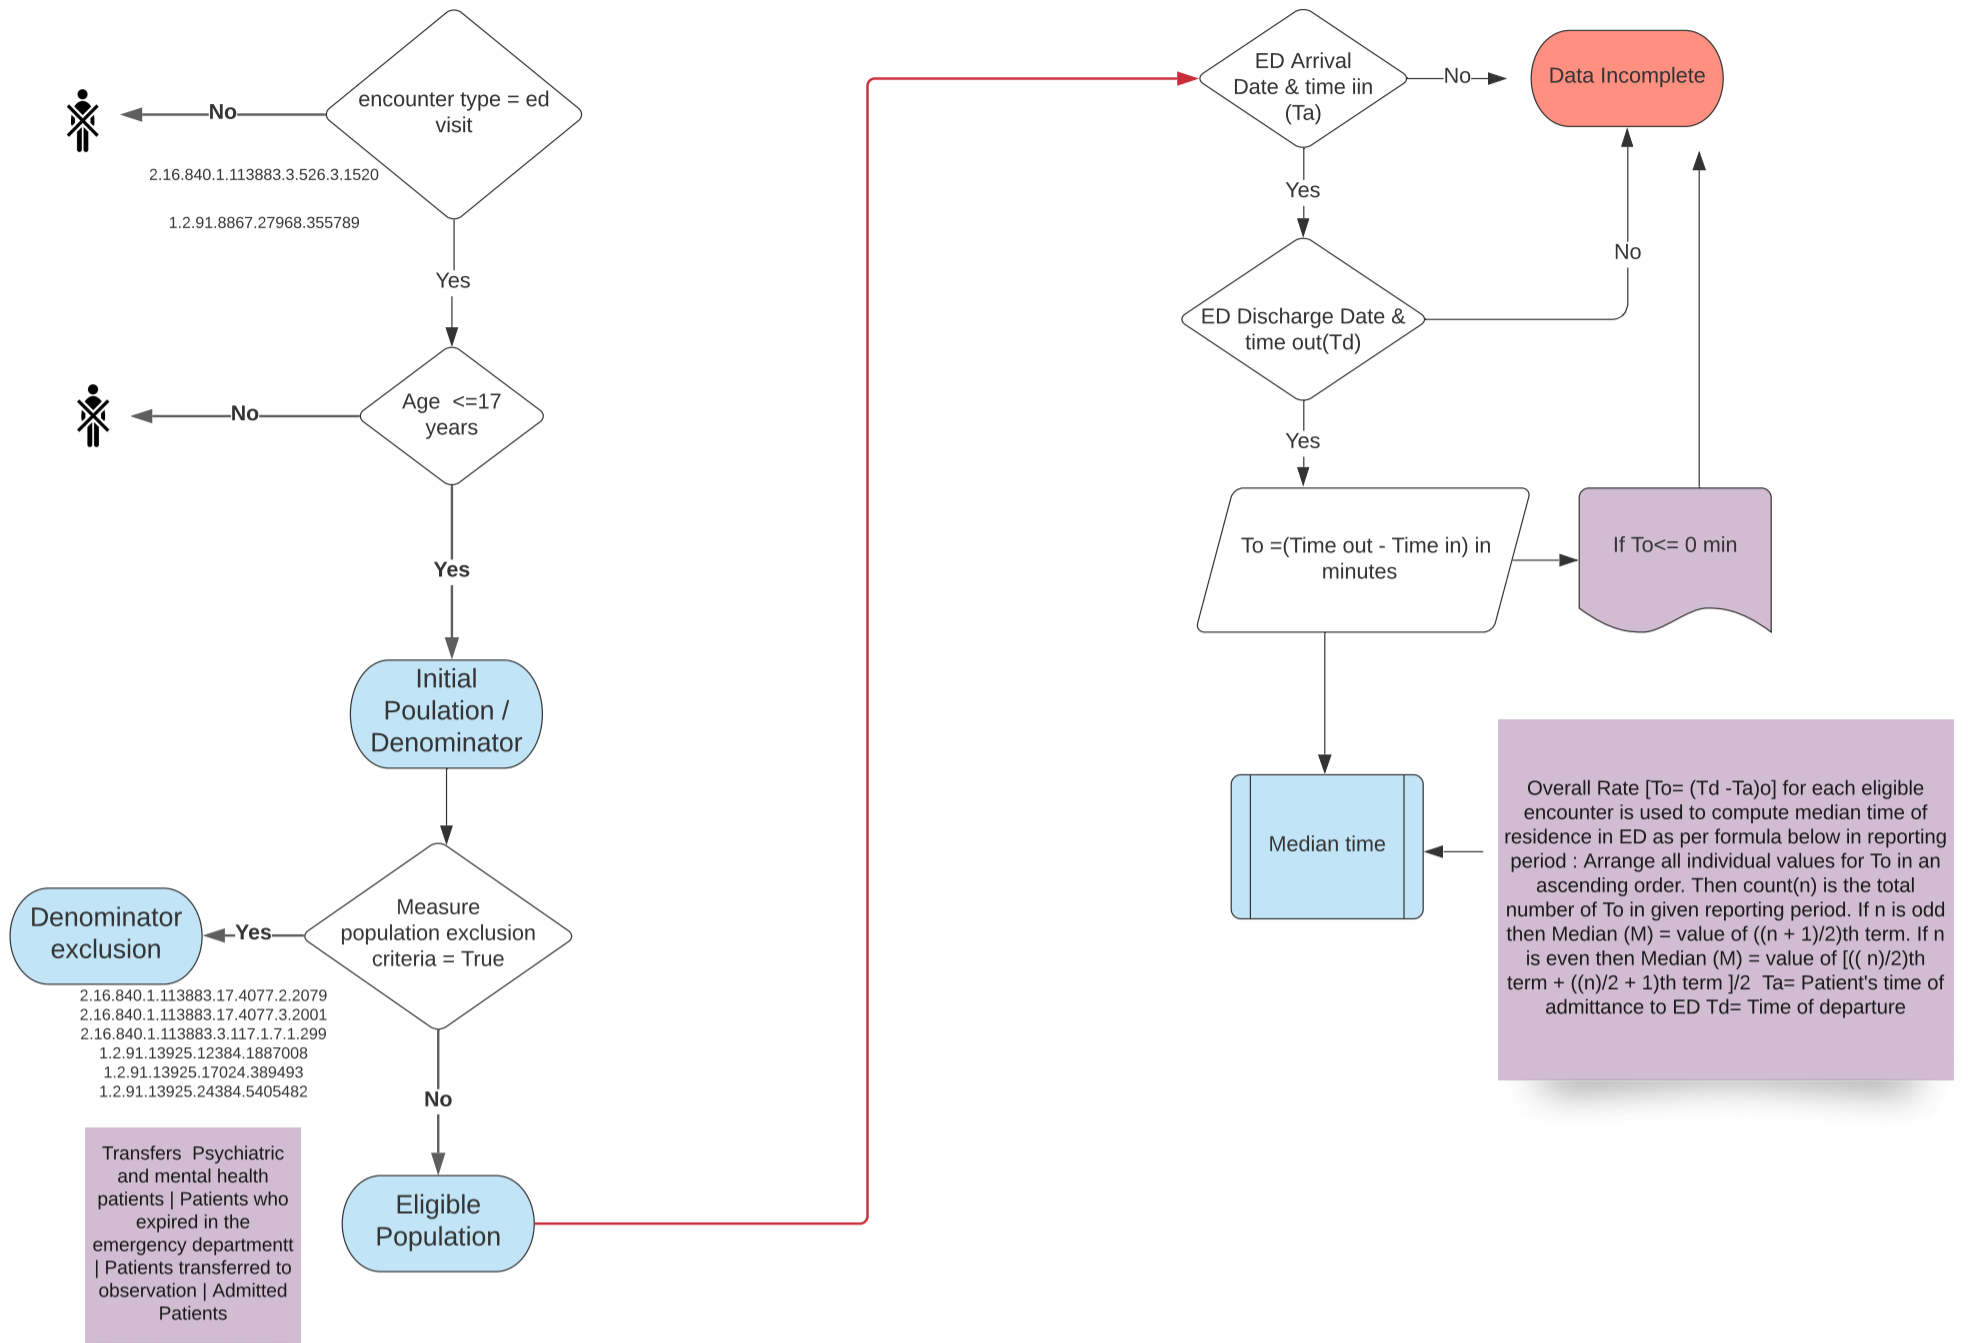 encounter type = ed
visit
No
2.16.840.1.113883.3.526.3.1520
1.2.91.8867.27968.355789
Yes
Age  <=17
years
No
Yes
Initial
Poulation /
Denominator
Measure
population exclusion
criteria = True
Yes
Denominator
exclusion
2.16.840.1.113883.17.4077.2.2079
2.16.840.1.113883.17.4077.3.2001
2.16.840.1.113883.3.117.1.7.1.299
1.2.91.13925.12384.1887008
1.2.91.13925.17024.389493
1.2.91.13925.24384.5405482
No
Transfers  Psychiatric
and mental health
patients | Patients who
expired in the
emergency departmentt
| Patients transferred to
observation | Admitted
Patients
Eligible
Population
ED Arrival
Date & time iin
(Ta)
No
Data Incomplete
Yes
ED Discharge Date &
time out(Td)
No
Yes
To =(Time out - Time in) in
minutes
If To<= 0 min
Median time
Overall Rate [To= (Td -Ta)o] for each eligible
encounter is used to compute median time of
residence in ED as per formula below in reporting
period : Arrange all individual values for To in an
ascending order. Then count(n) is the total
number of To in given reporting period. If n is odd
then Median (M) = value of ((n + 1)/2)th term. If n
is even then Median (M) = value of [(( n)/2)th
term + ((n)/2 + 1)th term ]/2  Ta= Patient's time of
admittance to ED Td= Time of departure